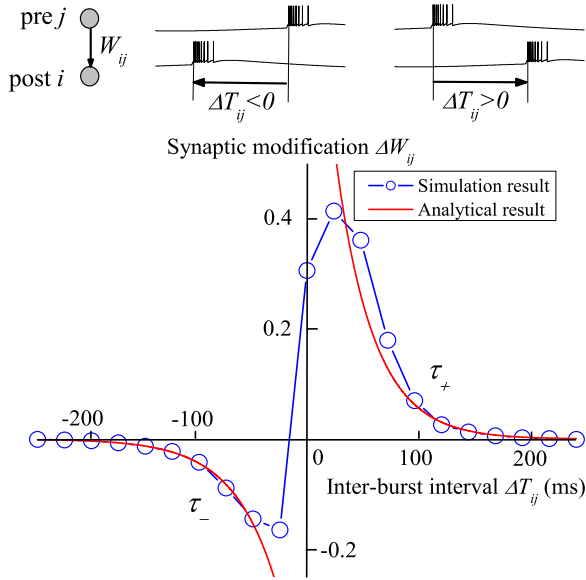 pre j
W_ij
post i
ΔT_ij<0
ΔT_ij>0
Synaptic modification ΔW_ij
Simulation result
Analytical result
0.4
0.2
τ_+
-200
-100
0
100
200
Inter-burst interval ΔT_ij (ms)
τ_−
-0.2